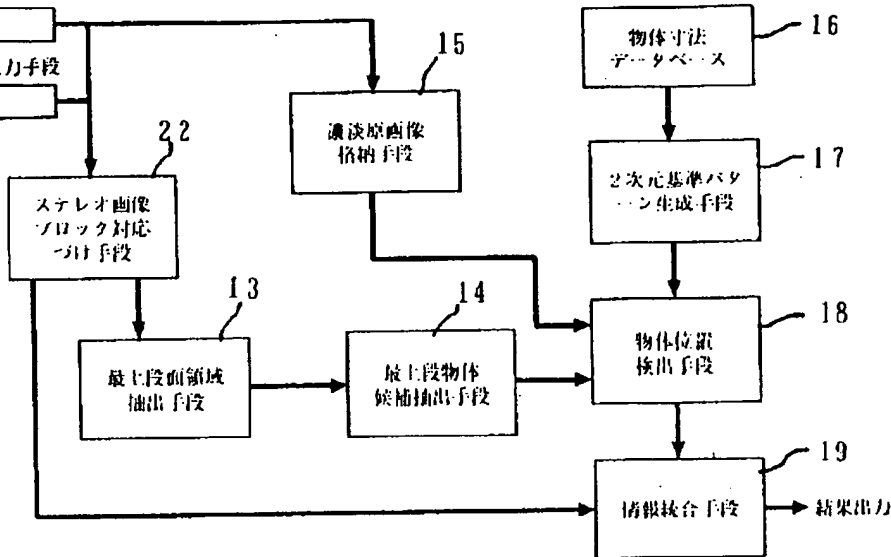 力手段
22
ステレオ画像
ブロック対応
づけ手段
15
濃淡原画像
格納手段
16
物体寸法
データベース
17
2次元基準パタ
ーン生成手段
13
最上段面領域
抽出手段
14
最上段物体
候補抽出手段
18
物体位置
検出手段
19
情報統合手段
結果出力